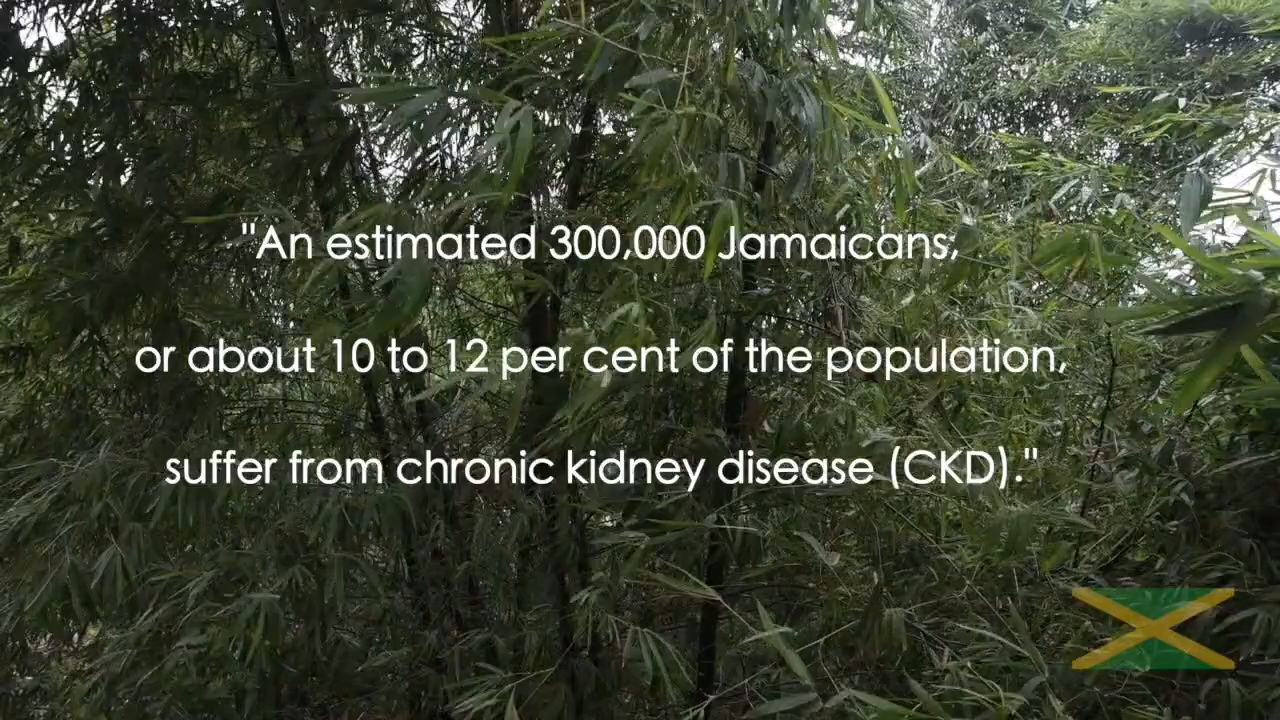 "An estimated 300,000 Jamaicans,
or about 10 to 12 per cent of the population,
suffer from chronic kidney disease (CKD)."